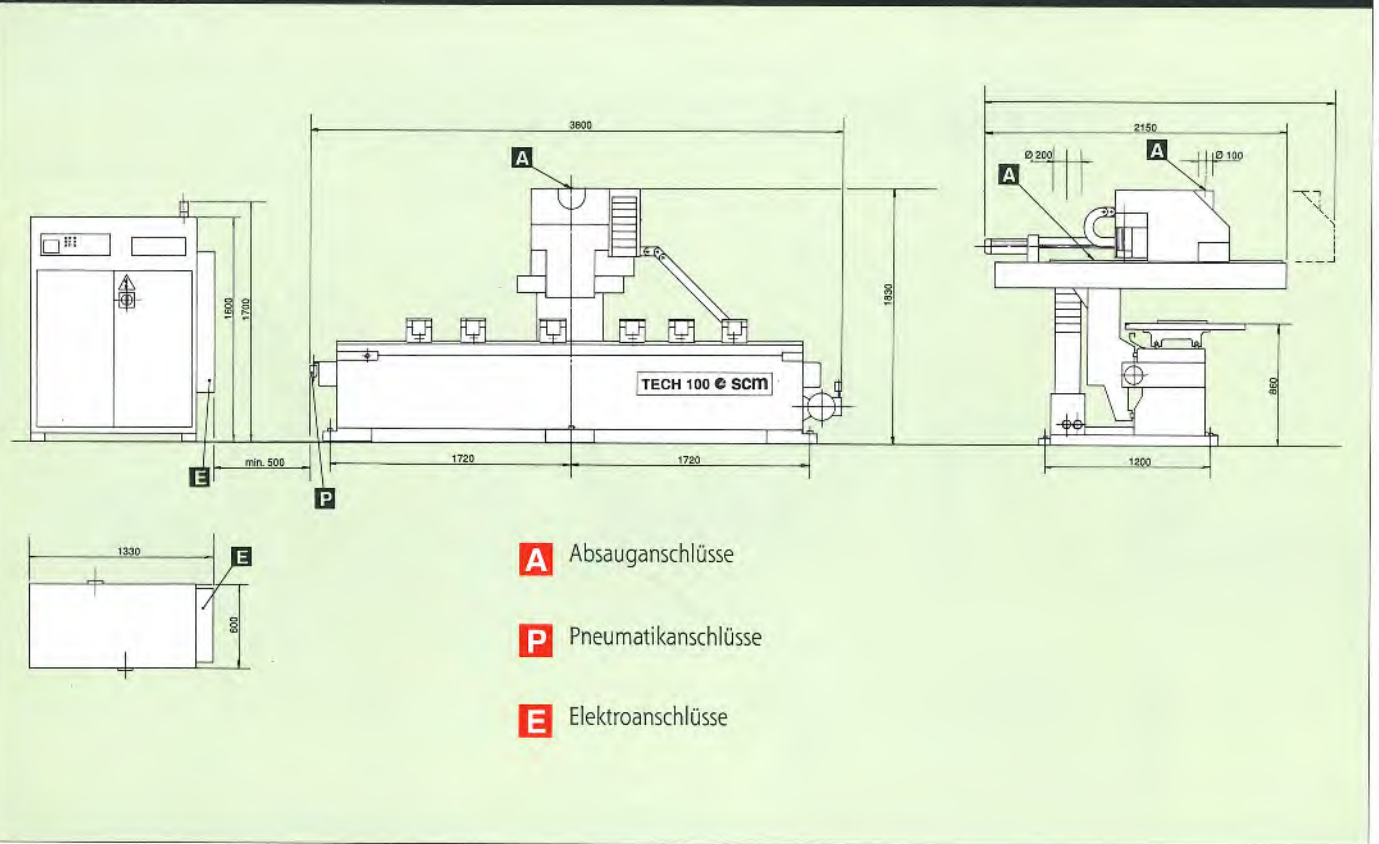 3600
2150
A
A
Ø 200
Ø 100
A
1600
1700
1830
860
TECH 100 scm
1720
1720
1200
min. 500
E
P
1330
E
600
A Absauganschlüsse
P Pneumatikanschlüsse
E Elektroanschlüsse